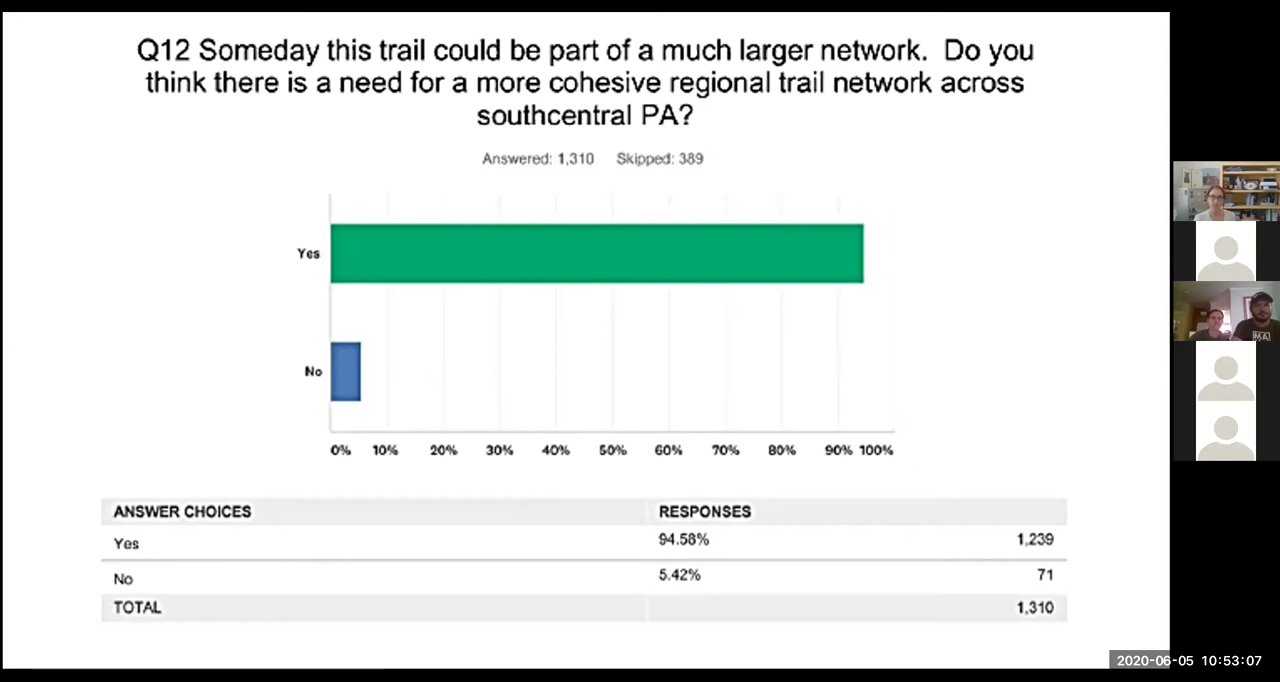 Q12 Someday this trail could be part of a much larger network. Do you
think there is a need for a more cohesive regional trail network across
southcentral PA?
Answered: 1,310 Skipped: 389
Yes
No
0% 10% 20% 30% 40% 50% 60% 70% 80% 90% 100%
ANSWER CHOICES RESPONSES
Yes 94.58% 1,239
No 5.42% 71
TOTAL 1,310
MA
2020-06-05 10:53:07